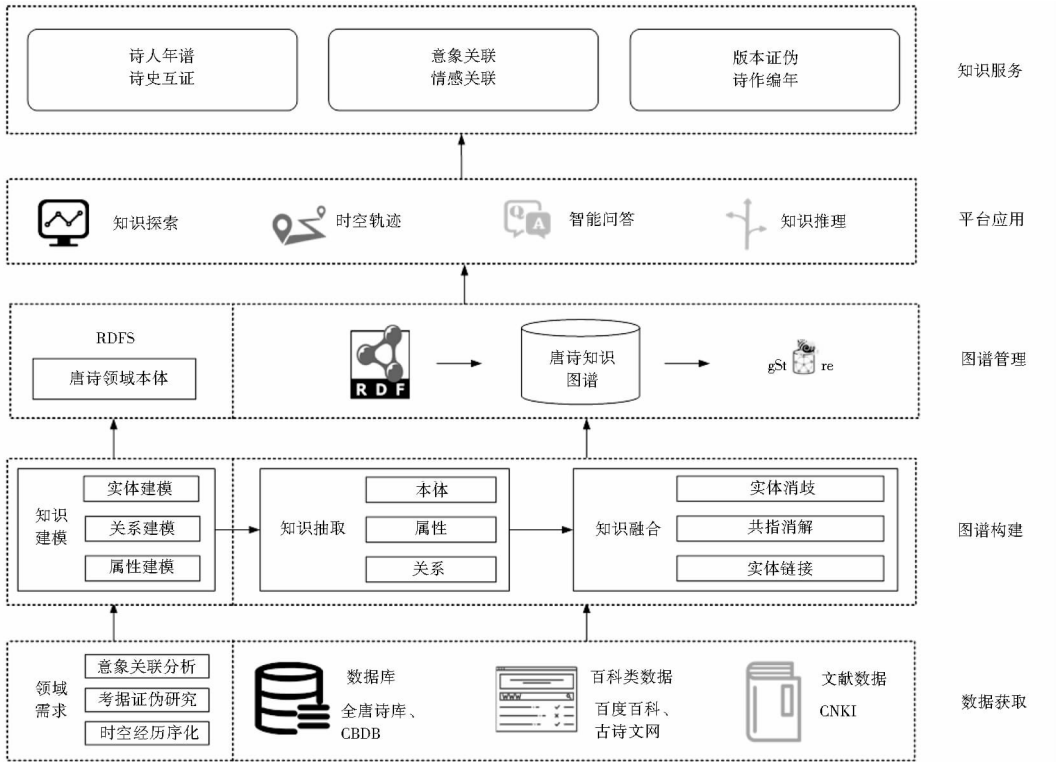 诗人年谱
诗史互证
意象关联
情感关联
版本证伪
诗作编年
知识服务
知识探索
时空轨迹
Q
A
智能问答
知识推理
平台应用
RDFS
唐诗领域本体
RDF
唐诗知识
图谱
gSt re
图谱管理
知识
建模
实体建模
关系建模
属性建模
知识抽取
本体
属性
关系
知识融合
实体消歧
共指消解
实体链接
图谱构建
领域
需求
意象关联分析
考据证伪研究
时空经历序化
数据库
全唐诗库、
CBDB
百科类数据
百度百科、
古诗文网
文献数据
CNKI
数据获取